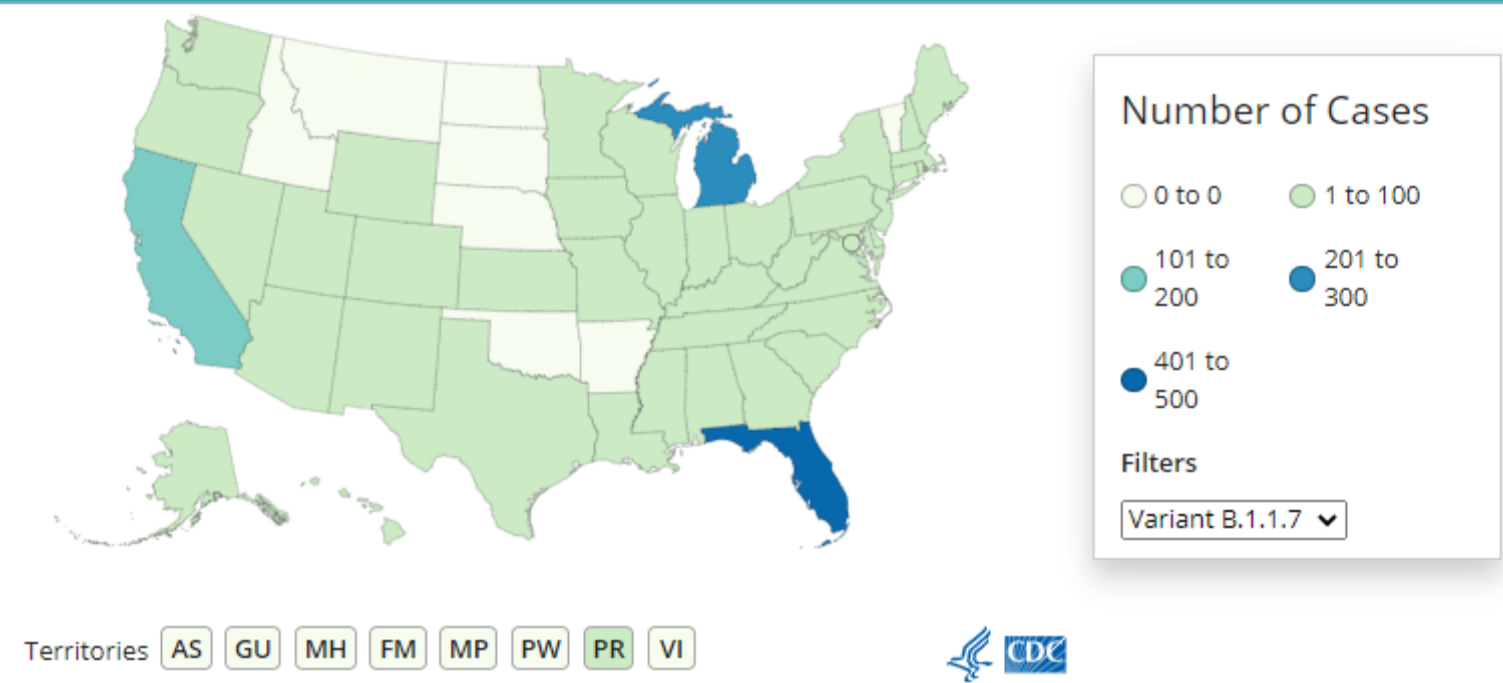 Number of Cases
0 to 0
1 to 100
101 to
200
201 to
300
401 to
500
Filters
Variant B.1.1.7
Territories AS GU MH FM MP PW PR VI
CDC